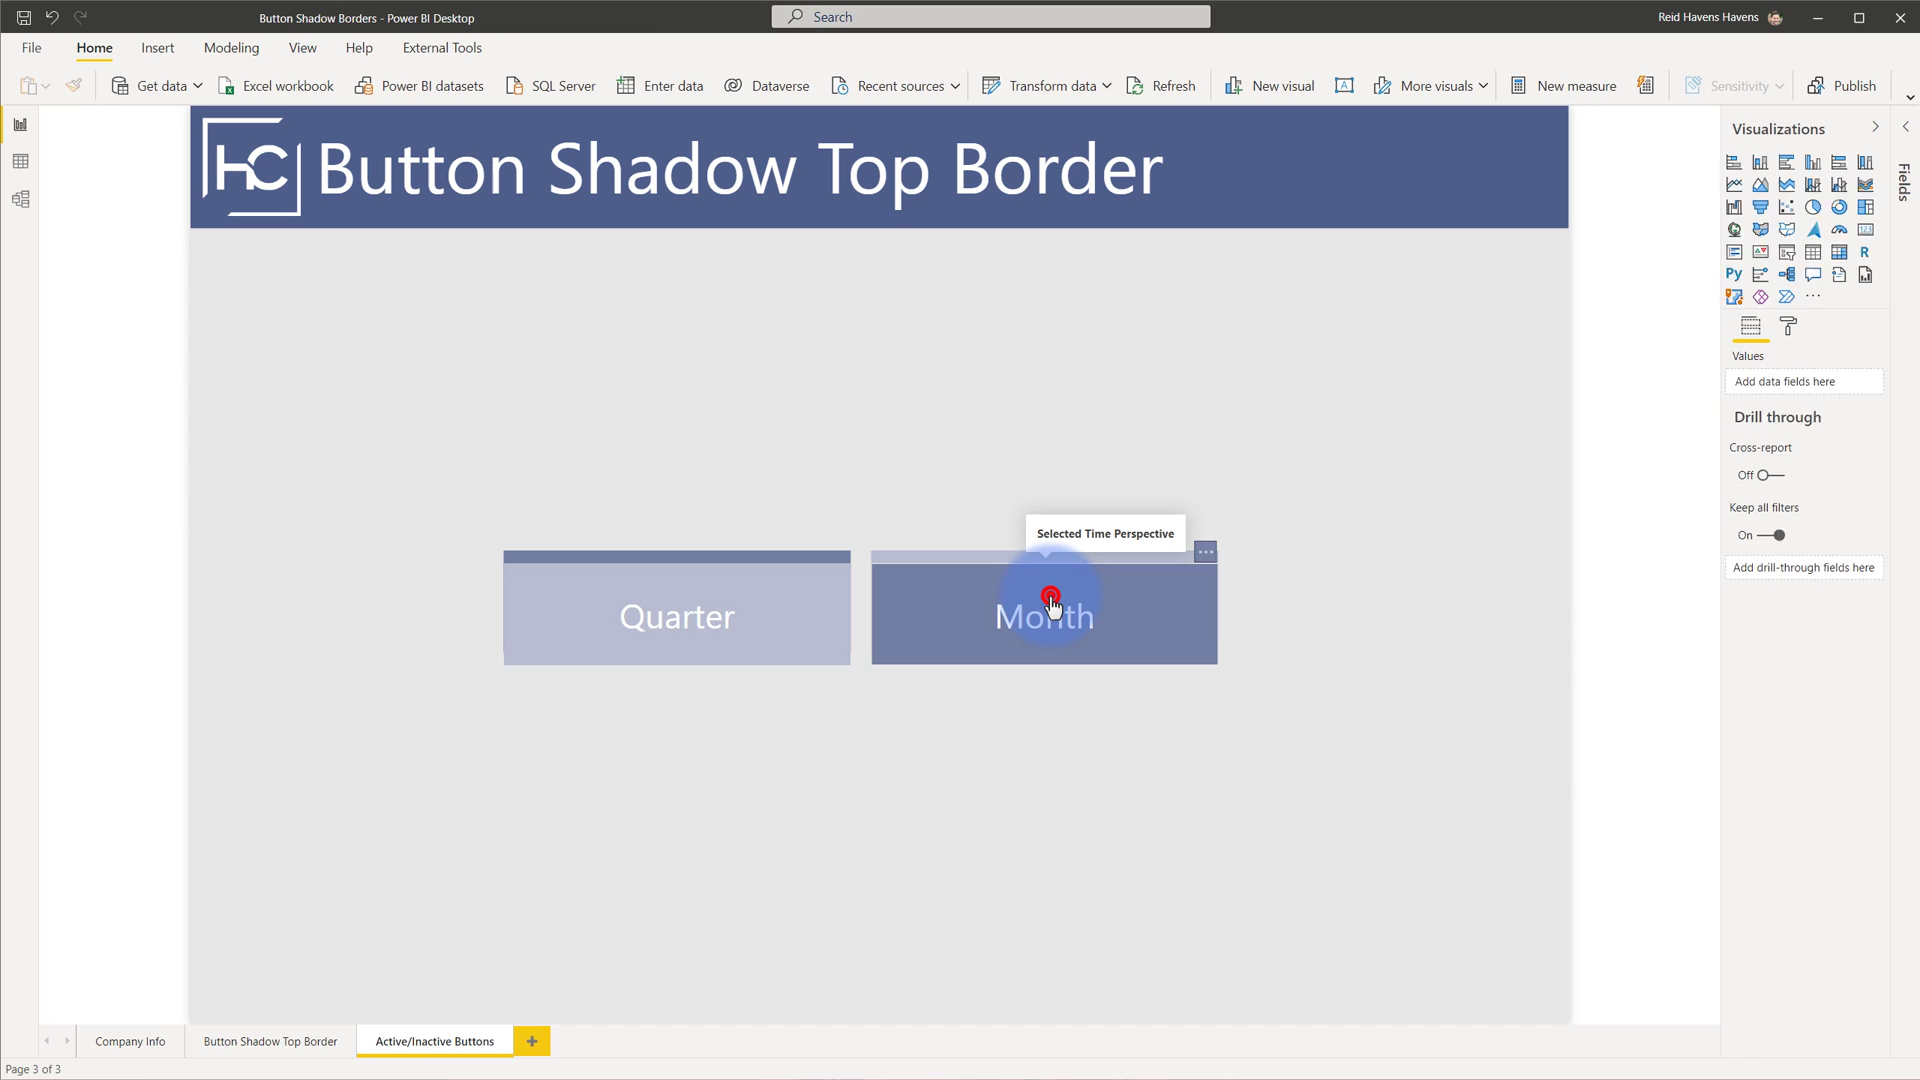 Button Shadow Borders - Power BI Desktop
Search
Reid Havens Havens
File Home Insert Modeling View Help External Tools
Get data Excel workbook Power BI datasets SQL Server Enter data Dataverse Recent sources Transform data Refresh New visual More visuals New measure Sensitivity Publish
HC Button Shadow Top Border
Visualizations
Fields
123
R
Py
Values
Add data fields here
Drill through
Cross-report
Off
Keep all filters
On
Add drill-through fields here
Selected Time Perspective
Quarter
Month
Company Info Button Shadow Top Border Active/Inactive Buttons
Page 3 of 3